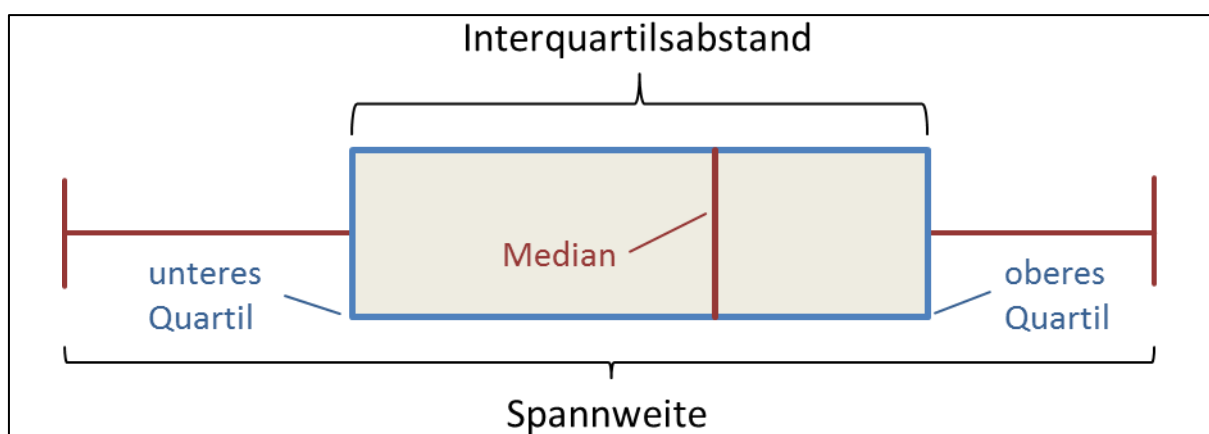 Interquartilsabstand
Median
unteres
Quartil
oberes
Quartil
Spannweite